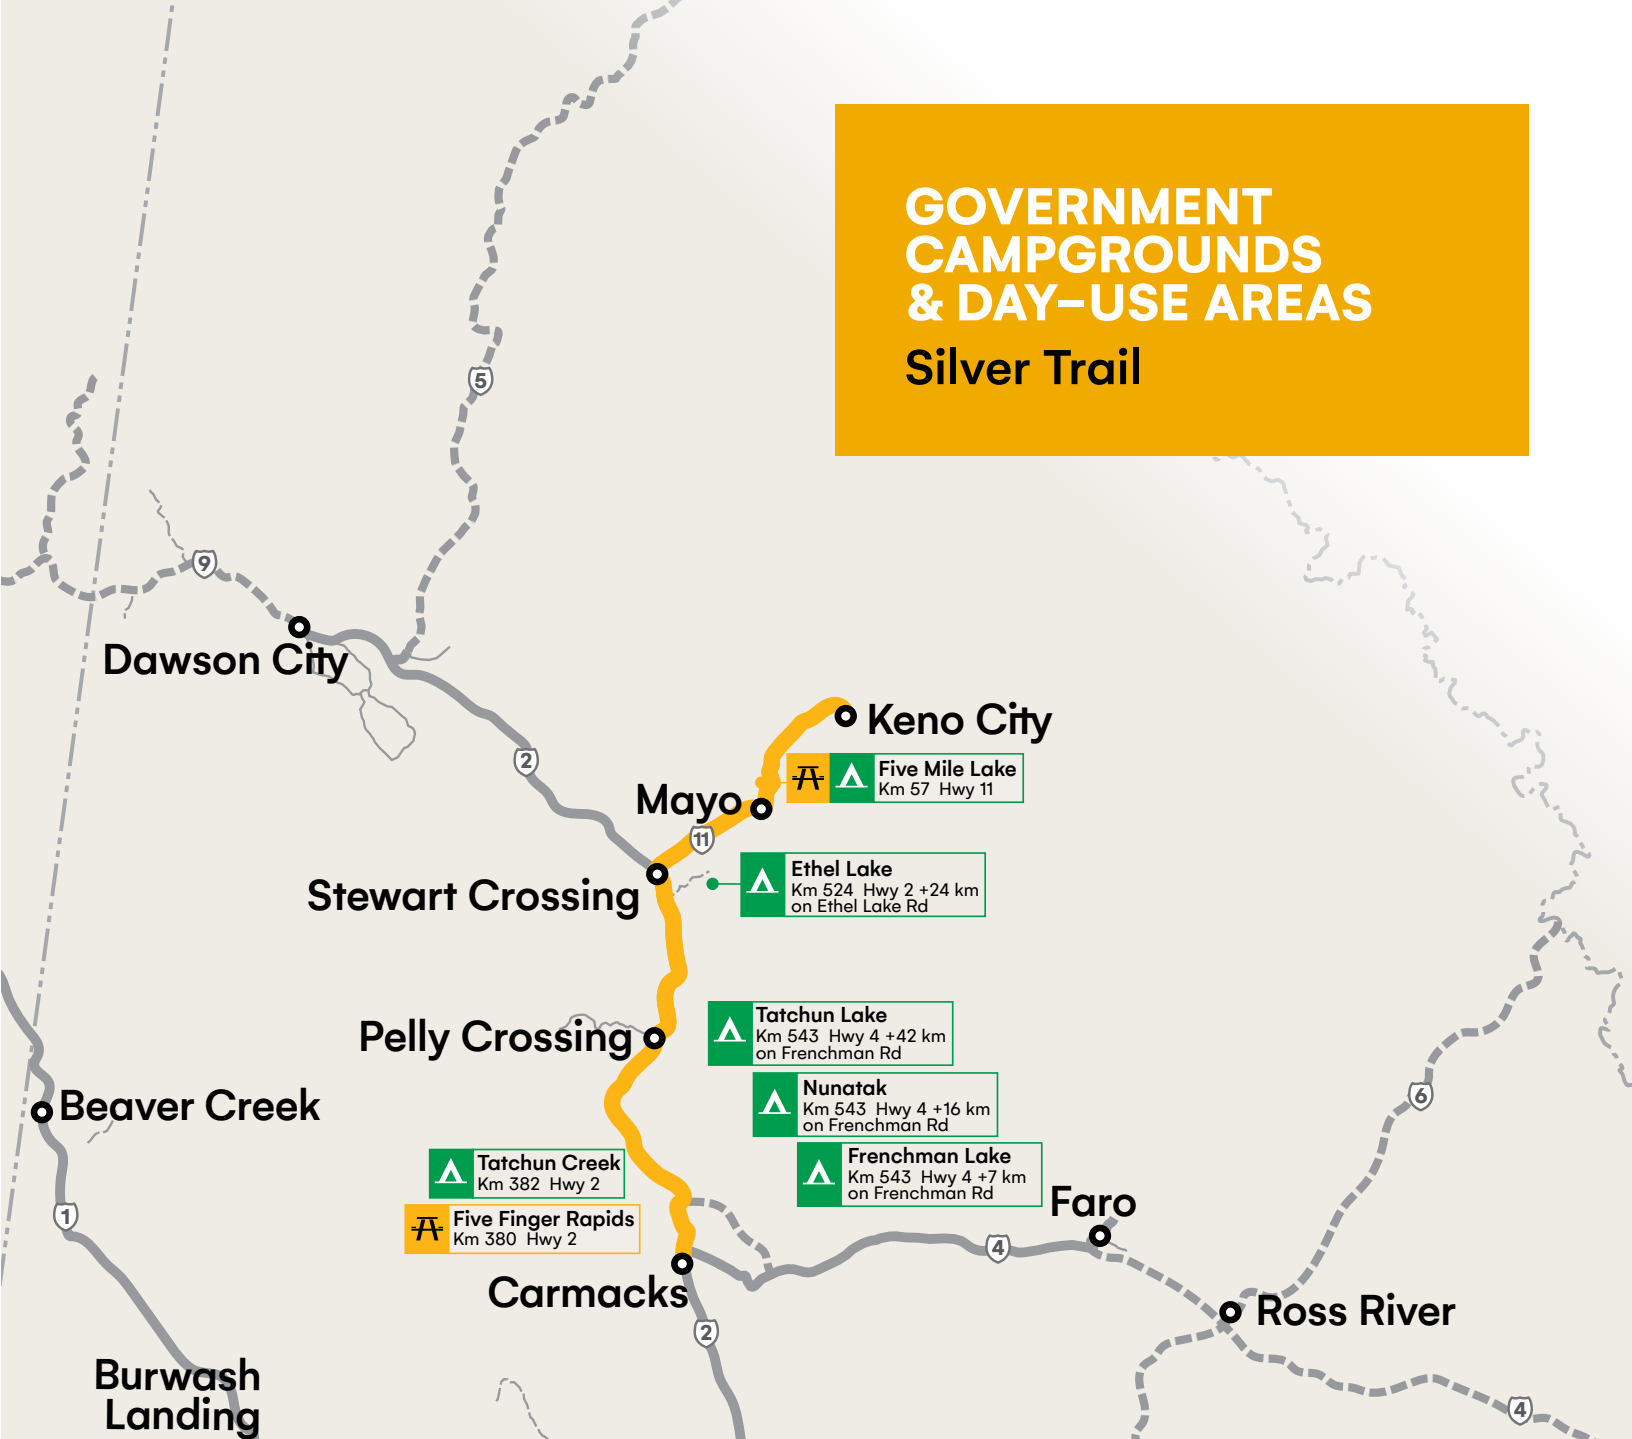 GOVERNMENT
CAMPGROUNDS
& DAY–USE AREAS
Silver Trail
5
9
Dawson City
2
Keno City
Five Mile Lake
Km 57 Hwy 11
Mayo
11
Ethel Lake
Km 524 Hwy 2 +24 km
on Ethel Lake Rd
Stewart Crossing
Tatchun Lake
Km 543 Hwy 4 +42 km
on Frenchman Rd
Pelly Crossing
Nunatak
Km 543 Hwy 4 +16 km
on Frenchman Rd
Beaver Creek
6
Frenchman Lake
Km 543 Hwy 4 +7 km
on Frenchman Rd
Tatchun Creek
Km 382 Hwy 2
Faro
1
Five Finger Rapids
Km 380 Hwy 2
4
Carmacks
Ross River
2
Burwash
Landing
4